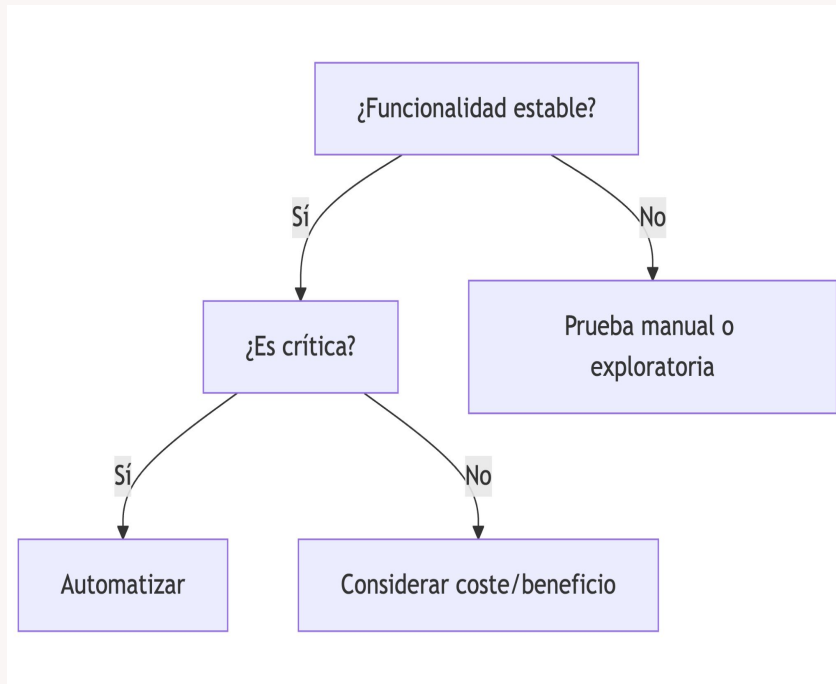 ¿Funcionalidad estable?
Sí
No
¿Es crítica?
Prueba manual o
exploratoria
Sí
No
Automatizar
Considerar coste/beneficio